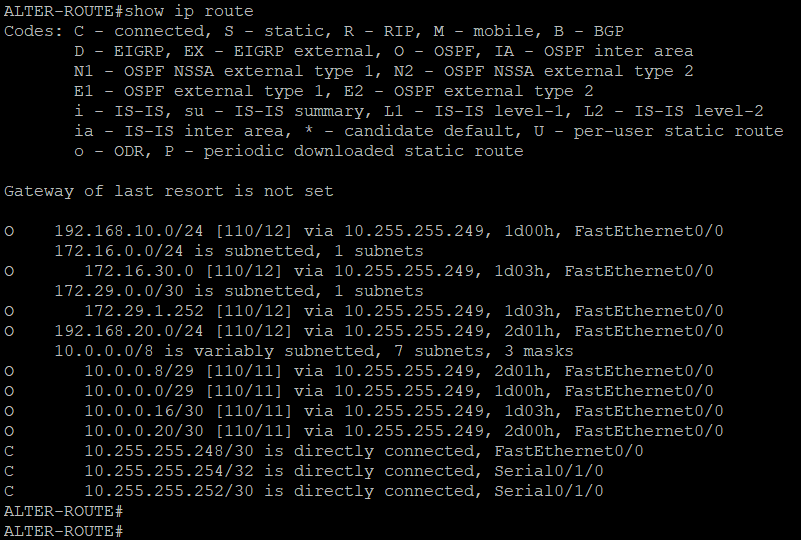 ALTER-ROUTE#show ip route
Codes: C - connected, S - static, R - RIP, M - mobile, B - BGP
       D - EIGRP, EX - EIGRP external, O - OSPF, IA - OSPF inter area
       N1 - OSPF NSSA external type 1, N2 - OSPF NSSA external type 2
       E1 - OSPF external type 1, E2 - OSPF external type 2
       i - IS-IS, su - IS-IS summary, L1 - IS-IS level-1, L2 - IS-IS level-2
       ia - IS-IS inter area, * - candidate default, U - per-user static route
       o - ODR, P - periodic downloaded static route

Gateway of last resort is not set

O    192.168.10.0/24 [110/12] via 10.255.255.249, 1d00h, FastEthernet0/0
     172.16.0.0/24 is subnetted, 1 subnets
O       172.16.30.0 [110/12] via 10.255.255.249, 1d03h, FastEthernet0/0
     172.29.0.0/30 is subnetted, 1 subnets
O       172.29.1.252 [110/12] via 10.255.255.249, 1d03h, FastEthernet0/0
O    192.168.20.0/24 [110/12] via 10.255.255.249, 2d01h, FastEthernet0/0
     10.0.0.0/8 is variably subnetted, 7 subnets, 3 masks
O       10.0.0.8/29 [110/11] via 10.255.255.249, 2d01h, FastEthernet0/0
O       10.0.0.0/29 [110/11] via 10.255.255.249, 1d00h, FastEthernet0/0
O       10.0.0.16/30 [110/11] via 10.255.255.249, 1d03h, FastEthernet0/0
O       10.0.0.20/30 [110/11] via 10.255.255.249, 2d00h, FastEthernet0/0
C       10.255.255.248/30 is directly connected, FastEthernet0/0
C       10.255.255.254/32 is directly connected, Serial0/1/0
C       10.255.255.252/30 is directly connected, Serial0/1/0
ALTER-ROUTE#
ALTER-ROUTE#